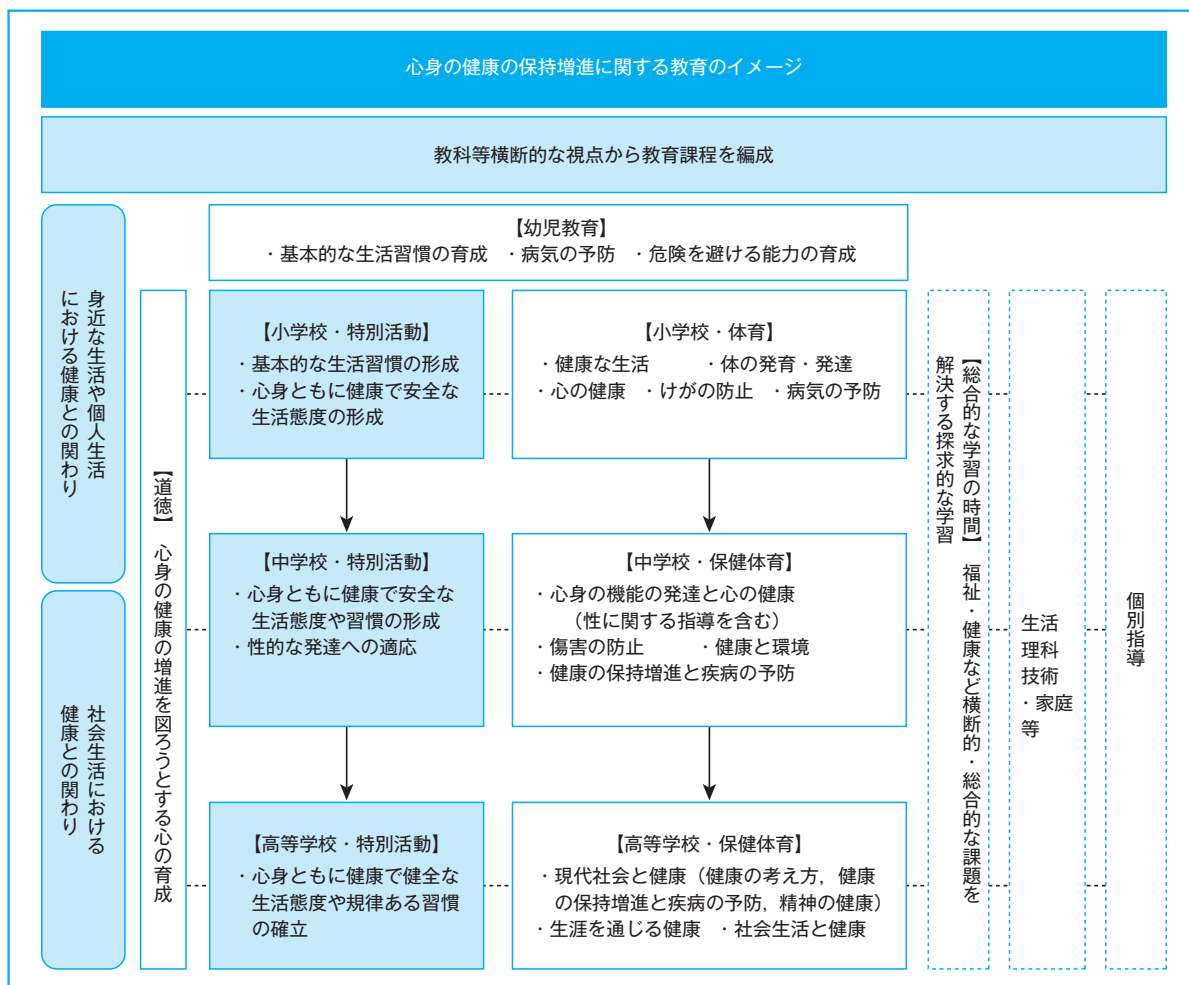 心身の健康の保持増進に関する教育のイメージ
教科等横断的な視点から教育課程を編成
身近な生活や個人生活
における健康との関わり
社会生活における
健康との関わり
【道徳】　心身の健康の増進を図ろうとする心の育成
【幼児教育】
・基本的な生活習慣の育成　・病気の予防　・危険を避ける能力の育成
【小学校・特別活動】
・基本的な生活習慣の形成
・心身ともに健康で安全な
生活態度の形成
【小学校・体育】
・健康な生活　　・体の発育・発達
・心の健康　・けがの防止　・病気の予防
【中学校・特別活動】
・心身ともに健康で安全な
生活態度や習慣の形成
・性的な発達への適応
【中学校・保健体育】
・心身の機能の発達と心の健康
（性に関する指導を含む）
・傷害の防止　　・健康と環境
・健康の保持増進と疾病の予防
【高等学校・特別活動】
・心身ともに健康で健全な
生活態度や規律ある習慣
の確立
【高等学校・保健体育】
・現代社会と健康（健康の考え方，健康
の保持増進と疾病の予防，精神の健康）
・生涯を通じる健康　・社会生活と健康
【総合的な学習の時間】　福祉・健康など横断的・総合的な課題を
解決する探求的な学習
生活
理科
技術
・家庭
等
個別指導